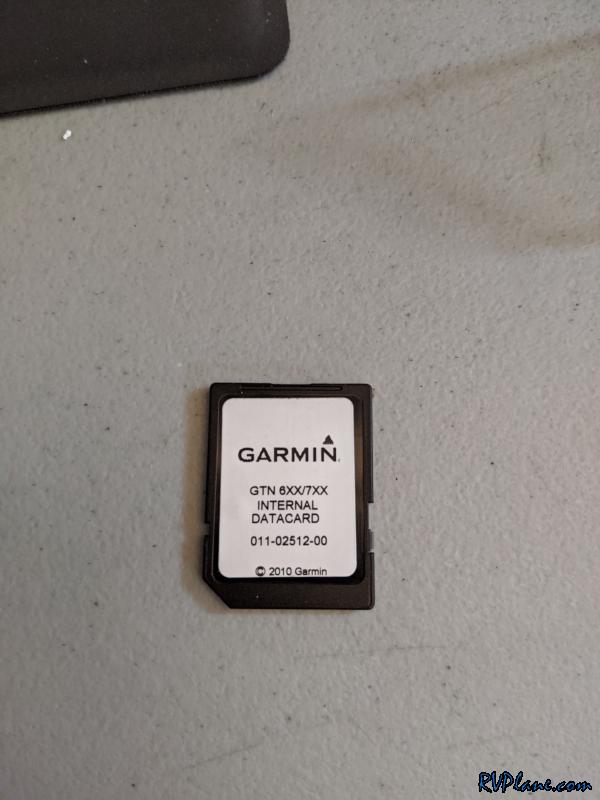 GARMIN
GTN 6XX/7XX
INTERNAL
DATACARD
011-02512-00
© 2010 Garmin
RVPlane.com